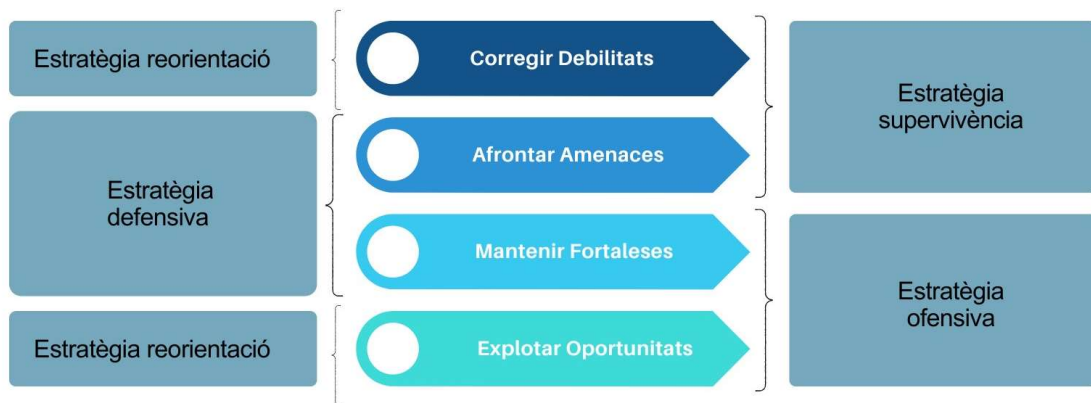 Estratègia reorientació
Estratègia
defensiva
Estratègia reorientació
Corregir Debilitats
Afrontar Amenaces
Mantenir Fortaleses
Explotar Oportunitats
Estratègia
supervivència
Estratègia
ofensiva